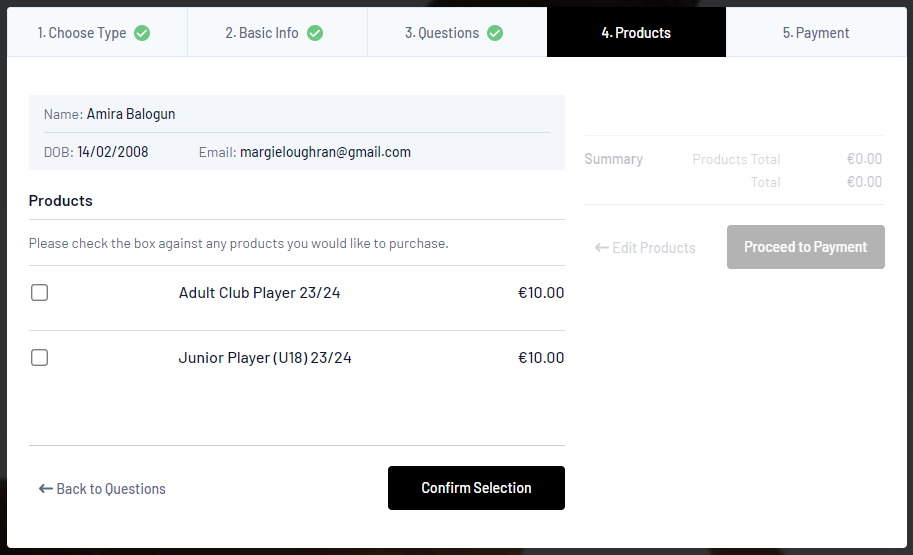 1. Choose Type
2. Basic Info
3. Questions
4. Products
5. Payment
Name: Amira Balogun
DOB: 14/02/2008 Email: margieloughran@gmail.com
Products
Please check the box against any products you would like to purchase.
Adult Club Player 23/24 €10.00
Junior Player (U18) 23/24 €10.00
← Back to Questions
Confirm Selection
Summary Products Total €0.00
Total €0.00
← Edit Products
Proceed to Payment